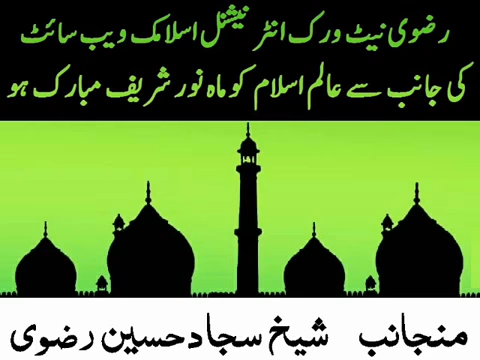 رضوی نیٹ ورک انٹرنیشنل اسلامک ویب سائٹ
کی جانب سے عالم اسلام کو ماہ نور شریف مبارک ہو
منجانب شیخ سجاد حسین رضوی